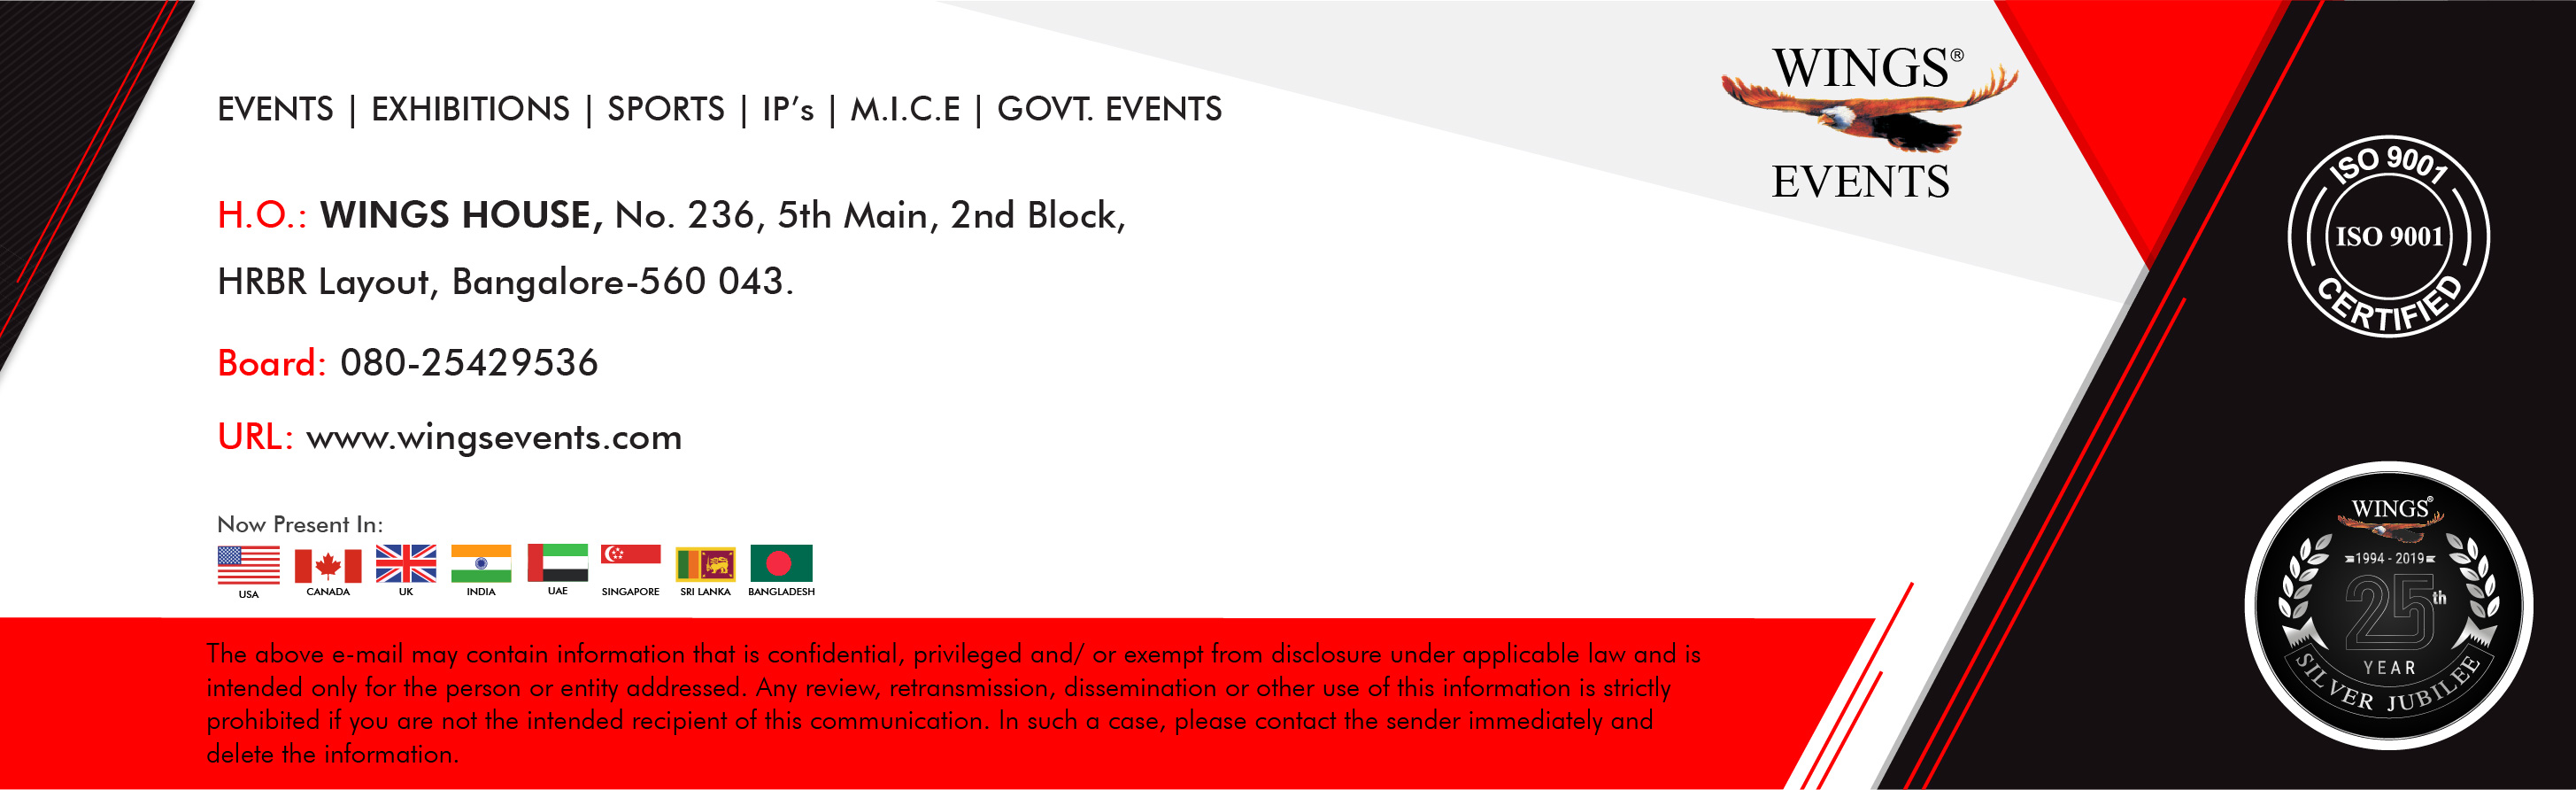 EVENTS | EXHIBITIONS | SPORTS | IP’s | M.I.C.E | GOVT. EVENTS
WINGS®
EVENTS
H.O.: WINGS HOUSE, No. 236, 5th Main, 2nd Block,
HRBR Layout, Bangalore-560 043.
Board: 080-25429536
URL: www.wingsevents.com
Now Present In:
USA CANADA UK INDIA UAE SINGAPORE SRI LANKA BANGLADESH
The above e-mail may contain information that is confidential, privileged and/ or exempt from disclosure under applicable law and is
intended only for the person or entity addressed. Any review, retransmission, dissemination or other use of this information is strictly
prohibited if you are not the intended recipient of this communication. In such a case, please contact the sender immediately and
delete the information.
ISO 9001
ISO 9001
CERTIFIED
WINGS®
1994 - 2019
25th
YEAR
SILVER JUBILEE